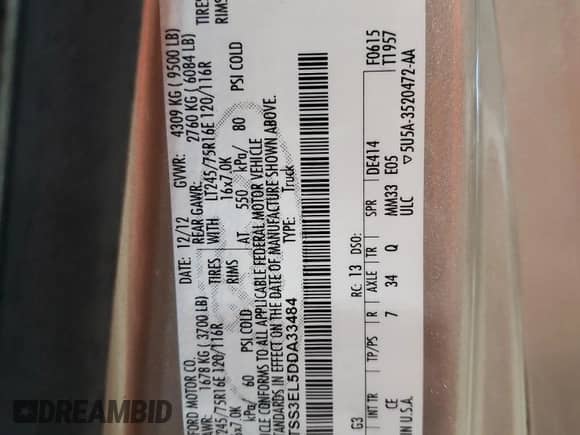 FORD MOTOR CO.
DATE: 12/12 GVWR: 4309 KG ( 9500 LB)
1678 KG ( 3700 LB) REAR GAWR: 2760 KG ( 6084 LB)
245/75R16E 120/116R TIRES WITH LT245/75R16E 120/116R TIRES
16x7.0K RIMS 16x7.0K RIMS
kPa/ 60 PSI COLD AT 550 kPa/ 80 PSI COLD
VEHICLE CONFORMS TO ALL APPLICABLE FEDERAL MOTOR VEHICLE
STANDARDS IN EFFECT ON THE DATE OF MANUFACTURE SHOWN ABOVE.
TSS3EL5DDA33484 TYPE: Truck
F0615
T1957
G3 RC: 13 DSO:
INT TR TP/PS R AXLE TR SPR DE414
CE 7 34 Q MM33 EOS
IN U.S.A. ULC
▽5U5A-3520472-AA
DREAMBID